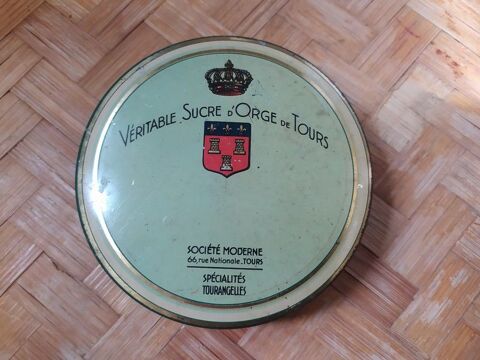 VÉRITABLE SUCRE D'ORGE DE TOURS
SOCIÉTÉ MODERNE
66, rue Nationale. TOURS
SPÉCIALITÉS
TOURANGELLES